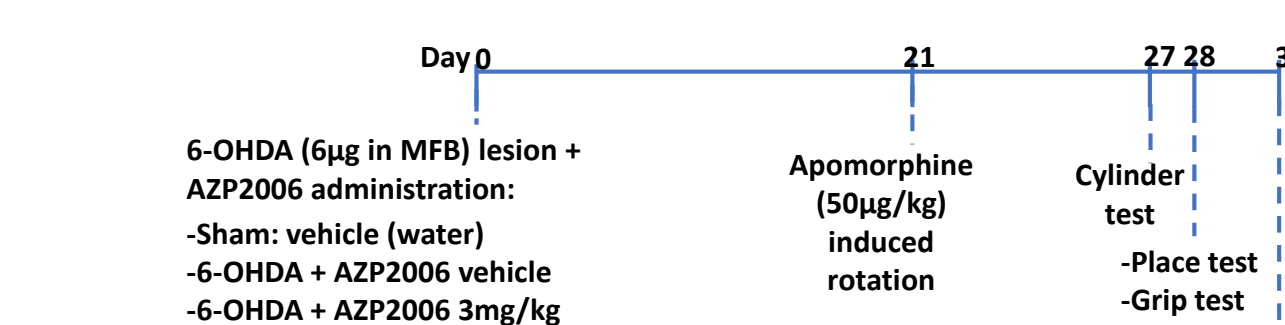 Day 0 21 27 28 3
6-OHDA (6µg in MFB) lesion +
AZP2006 administration:
-Sham: vehicle (water)
-6-OHDA + AZP2006 vehicle
-6-OHDA + AZP2006 3mg/kg
Apomorphine
(50µg/kg)
induced
rotation
Cylinder
test
-Place test
-Grip test